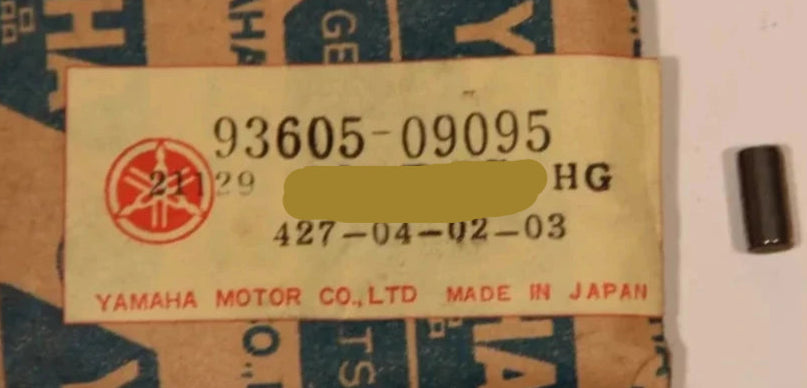 93605-09095
21129 HG
427-04-02-03
YAMAHA MOTOR CO.,LTD MADE IN JAPAN